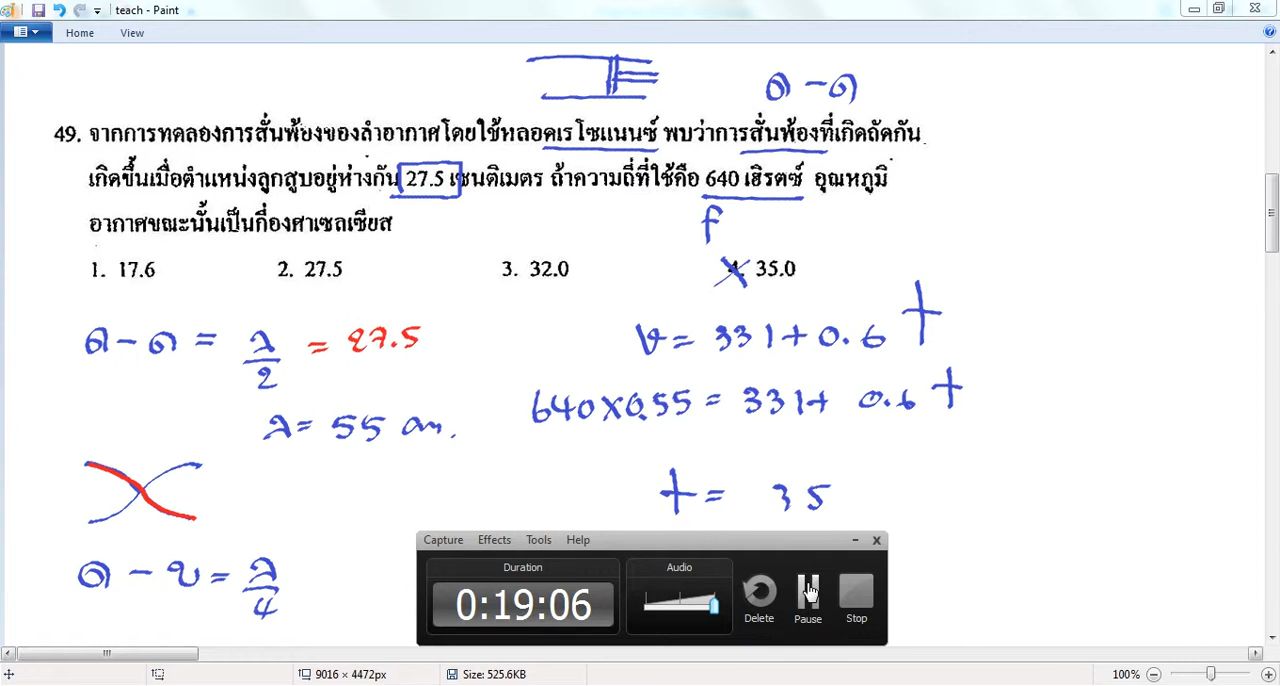 teach - Paint
Home View
ด - ด
49. จากการทดลองการสั่นพ้องของลำอากาศโดยใช้หลอดเรโซแนนซ์ พบว่าการสั่นพ้องที่เกิดถัดกัน
เกิดขึ้นเมื่อตำแหน่งลูกสูบอยู่ห่างกัน 27.5 เซนติเมตร ถ้าความถี่ที่ใช้คือ 640 เฮิรตซ์ อุณหภูมิ
f
อากาศขณะนั้นเป็นกี่องศาเซลเซียส
1. 17.6 2. 27.5 3. 32.0 4. 35.0
ด - ด = λ/2 = 27.5
v = 331 + 0.6 t
λ = 55 cm.
640 x 0.55 = 331 + 0.6 t
t = 35
ด - บ = λ/4
Capture Effects Tools Help
Duration Audio
0:19:06
Delete Pause Stop
9016 × 4472px Size: 525.6KB 100%